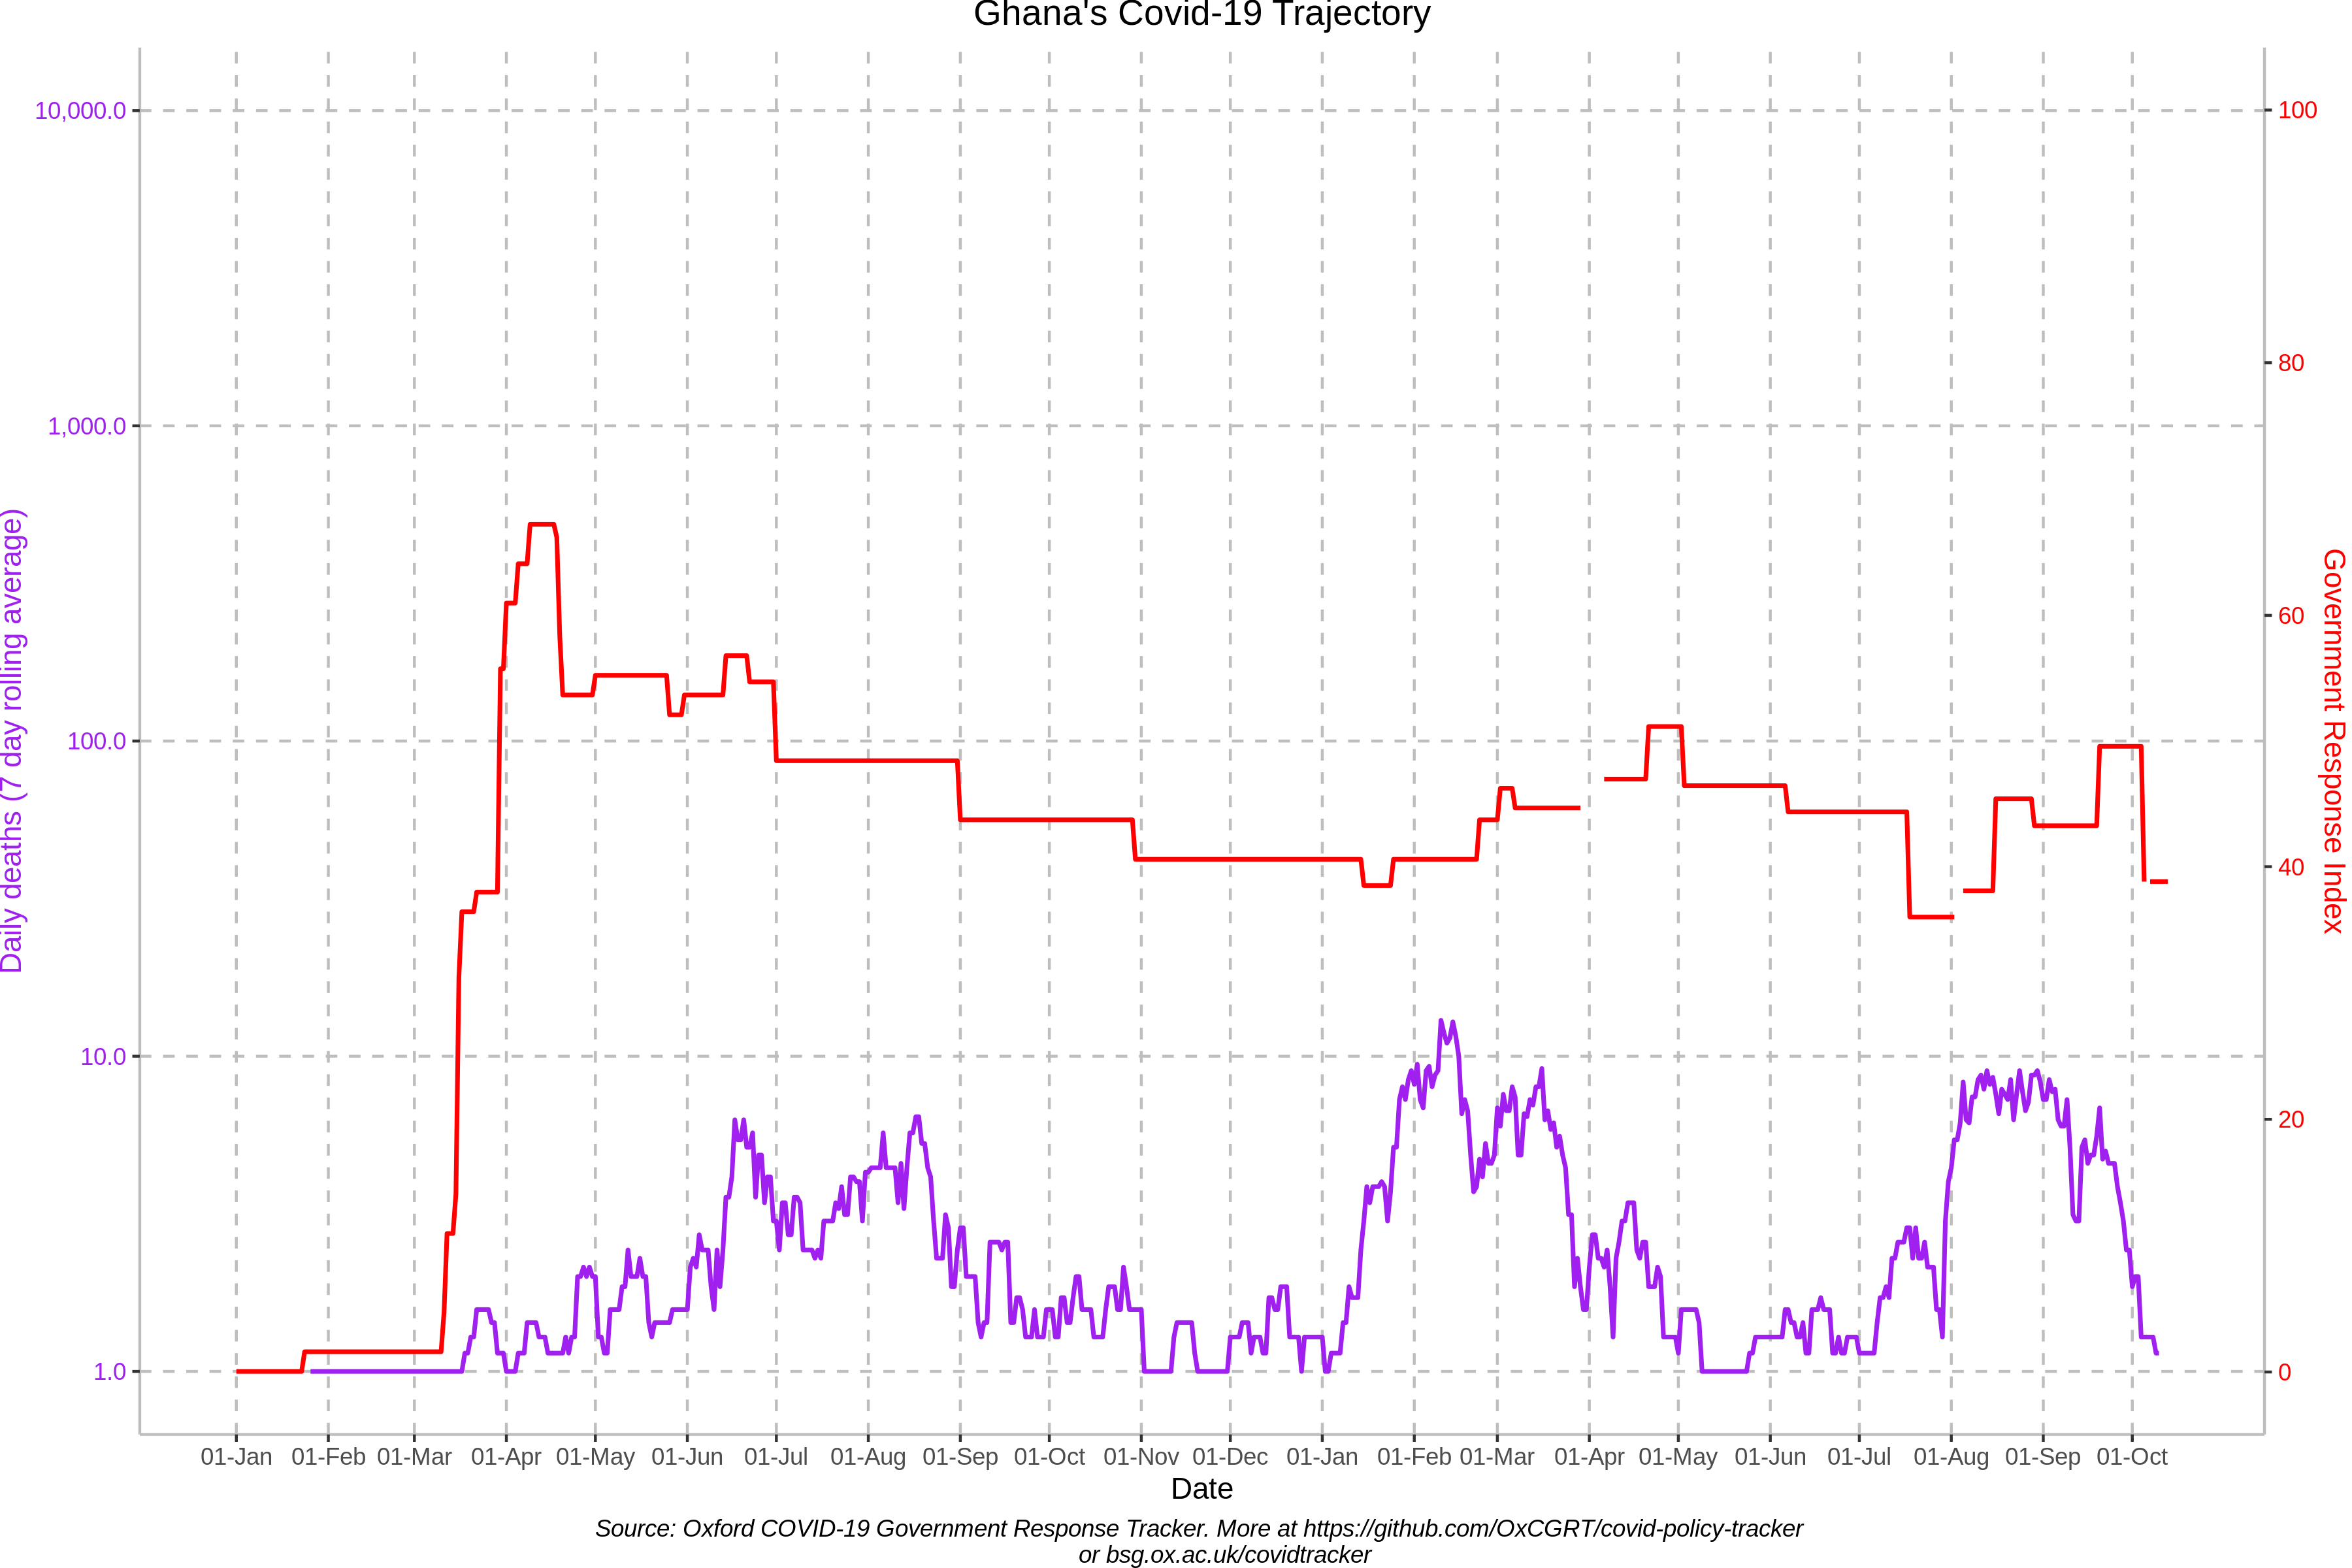 Ghana's Covid-19 Trajectory
10,000.0
1,000.0
100.0
10.0
1.0
Daily deaths (7 day rolling average)
100
80
60
40
20
0
Government Response Index
01-Jan 01-Feb 01-Mar 01-Apr 01-May 01-Jun 01-Jul 01-Aug 01-Sep 01-Oct 01-Nov 01-Dec 01-Jan 01-Feb 01-Mar 01-Apr 01-May 01-Jun 01-Jul 01-Aug 01-Sep 01-Oct
Date
Source: Oxford COVID-19 Government Response Tracker. More at https://github.com/OxCGRT/covid-policy-tracker
or bsg.ox.ac.uk/covidtracker